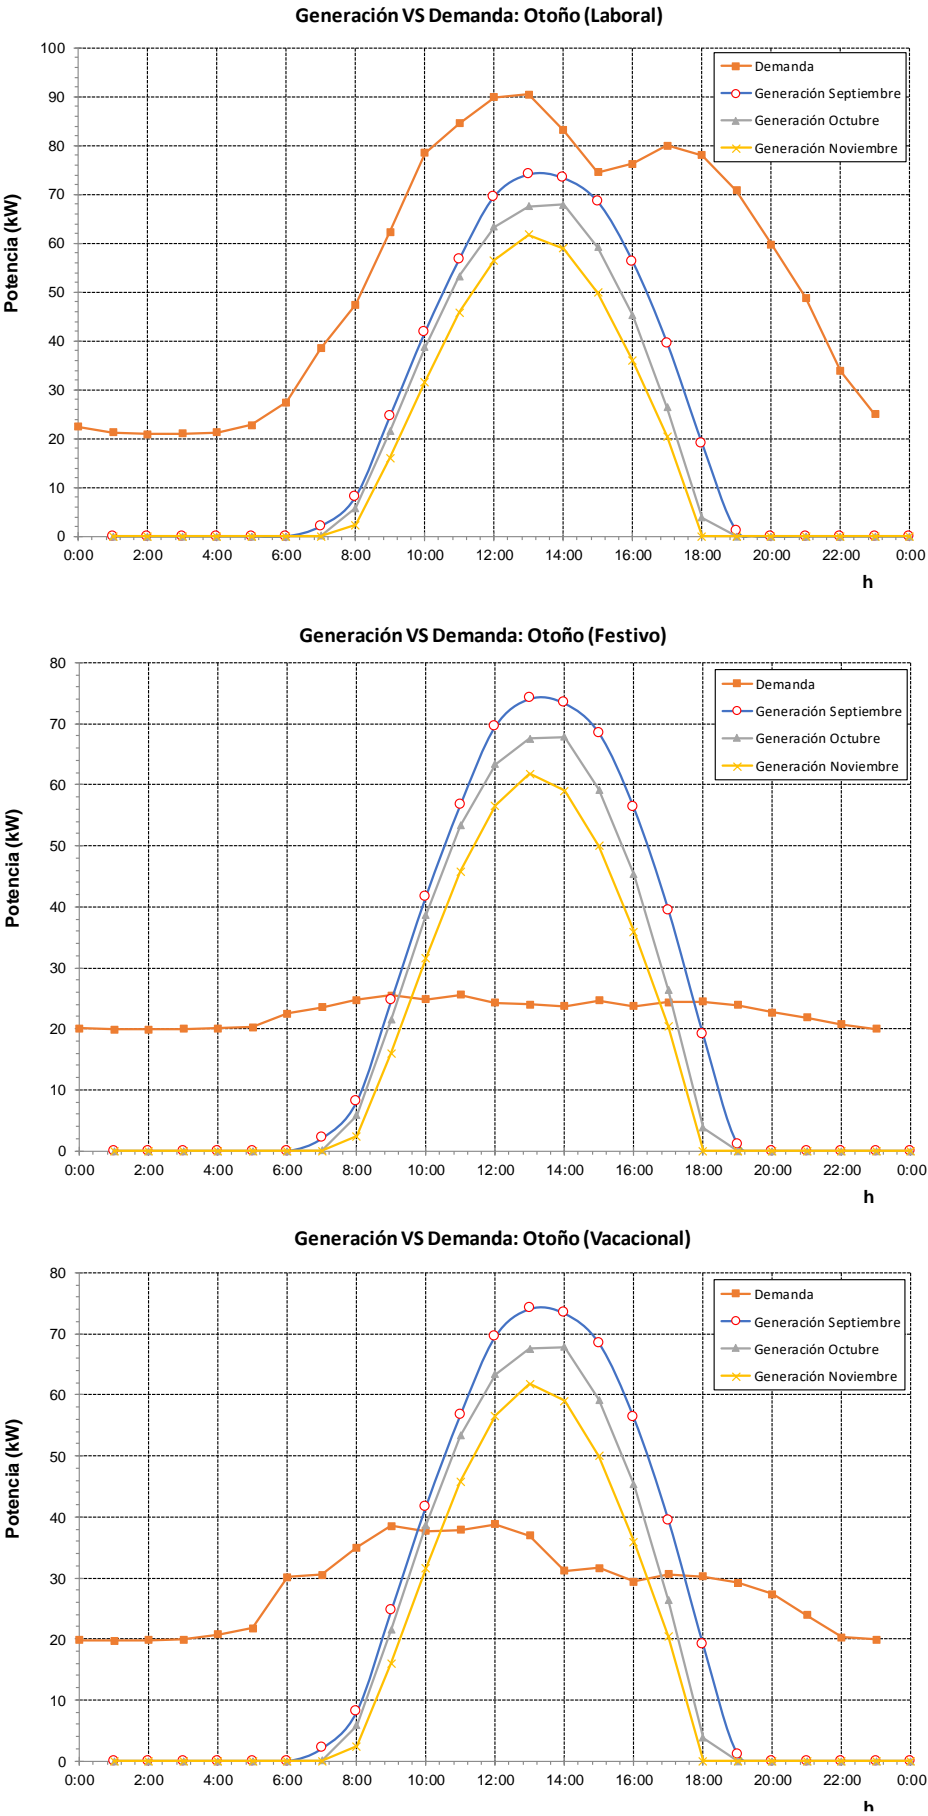 Generación VS Demanda: Otoño (Laboral)
100
90
80
70
60
50
40
30
20
10
0
Potencia (kW)
Demanda
Generación Septiembre
Generación Octubre
Generación Noviembre
0:00 2:00 4:00 6:00 8:00 10:00 12:00 14:00 16:00 18:00 20:00 22:00 0:00
h
Generación VS Demanda: Otoño (Festivo)
80
70
60
50
40
30
20
10
0
Potencia (kW)
Demanda
Generación Septiembre
Generación Octubre
Generación Noviembre
0:00 2:00 4:00 6:00 8:00 10:00 12:00 14:00 16:00 18:00 20:00 22:00 0:00
h
Generación VS Demanda: Otoño (Vacacional)
80
70
60
50
40
30
20
10
0
Potencia (kW)
Demanda
Generación Septiembre
Generación Octubre
Generación Noviembre
0:00 2:00 4:00 6:00 8:00 10:00 12:00 14:00 16:00 18:00 20:00 22:00 0:00
h